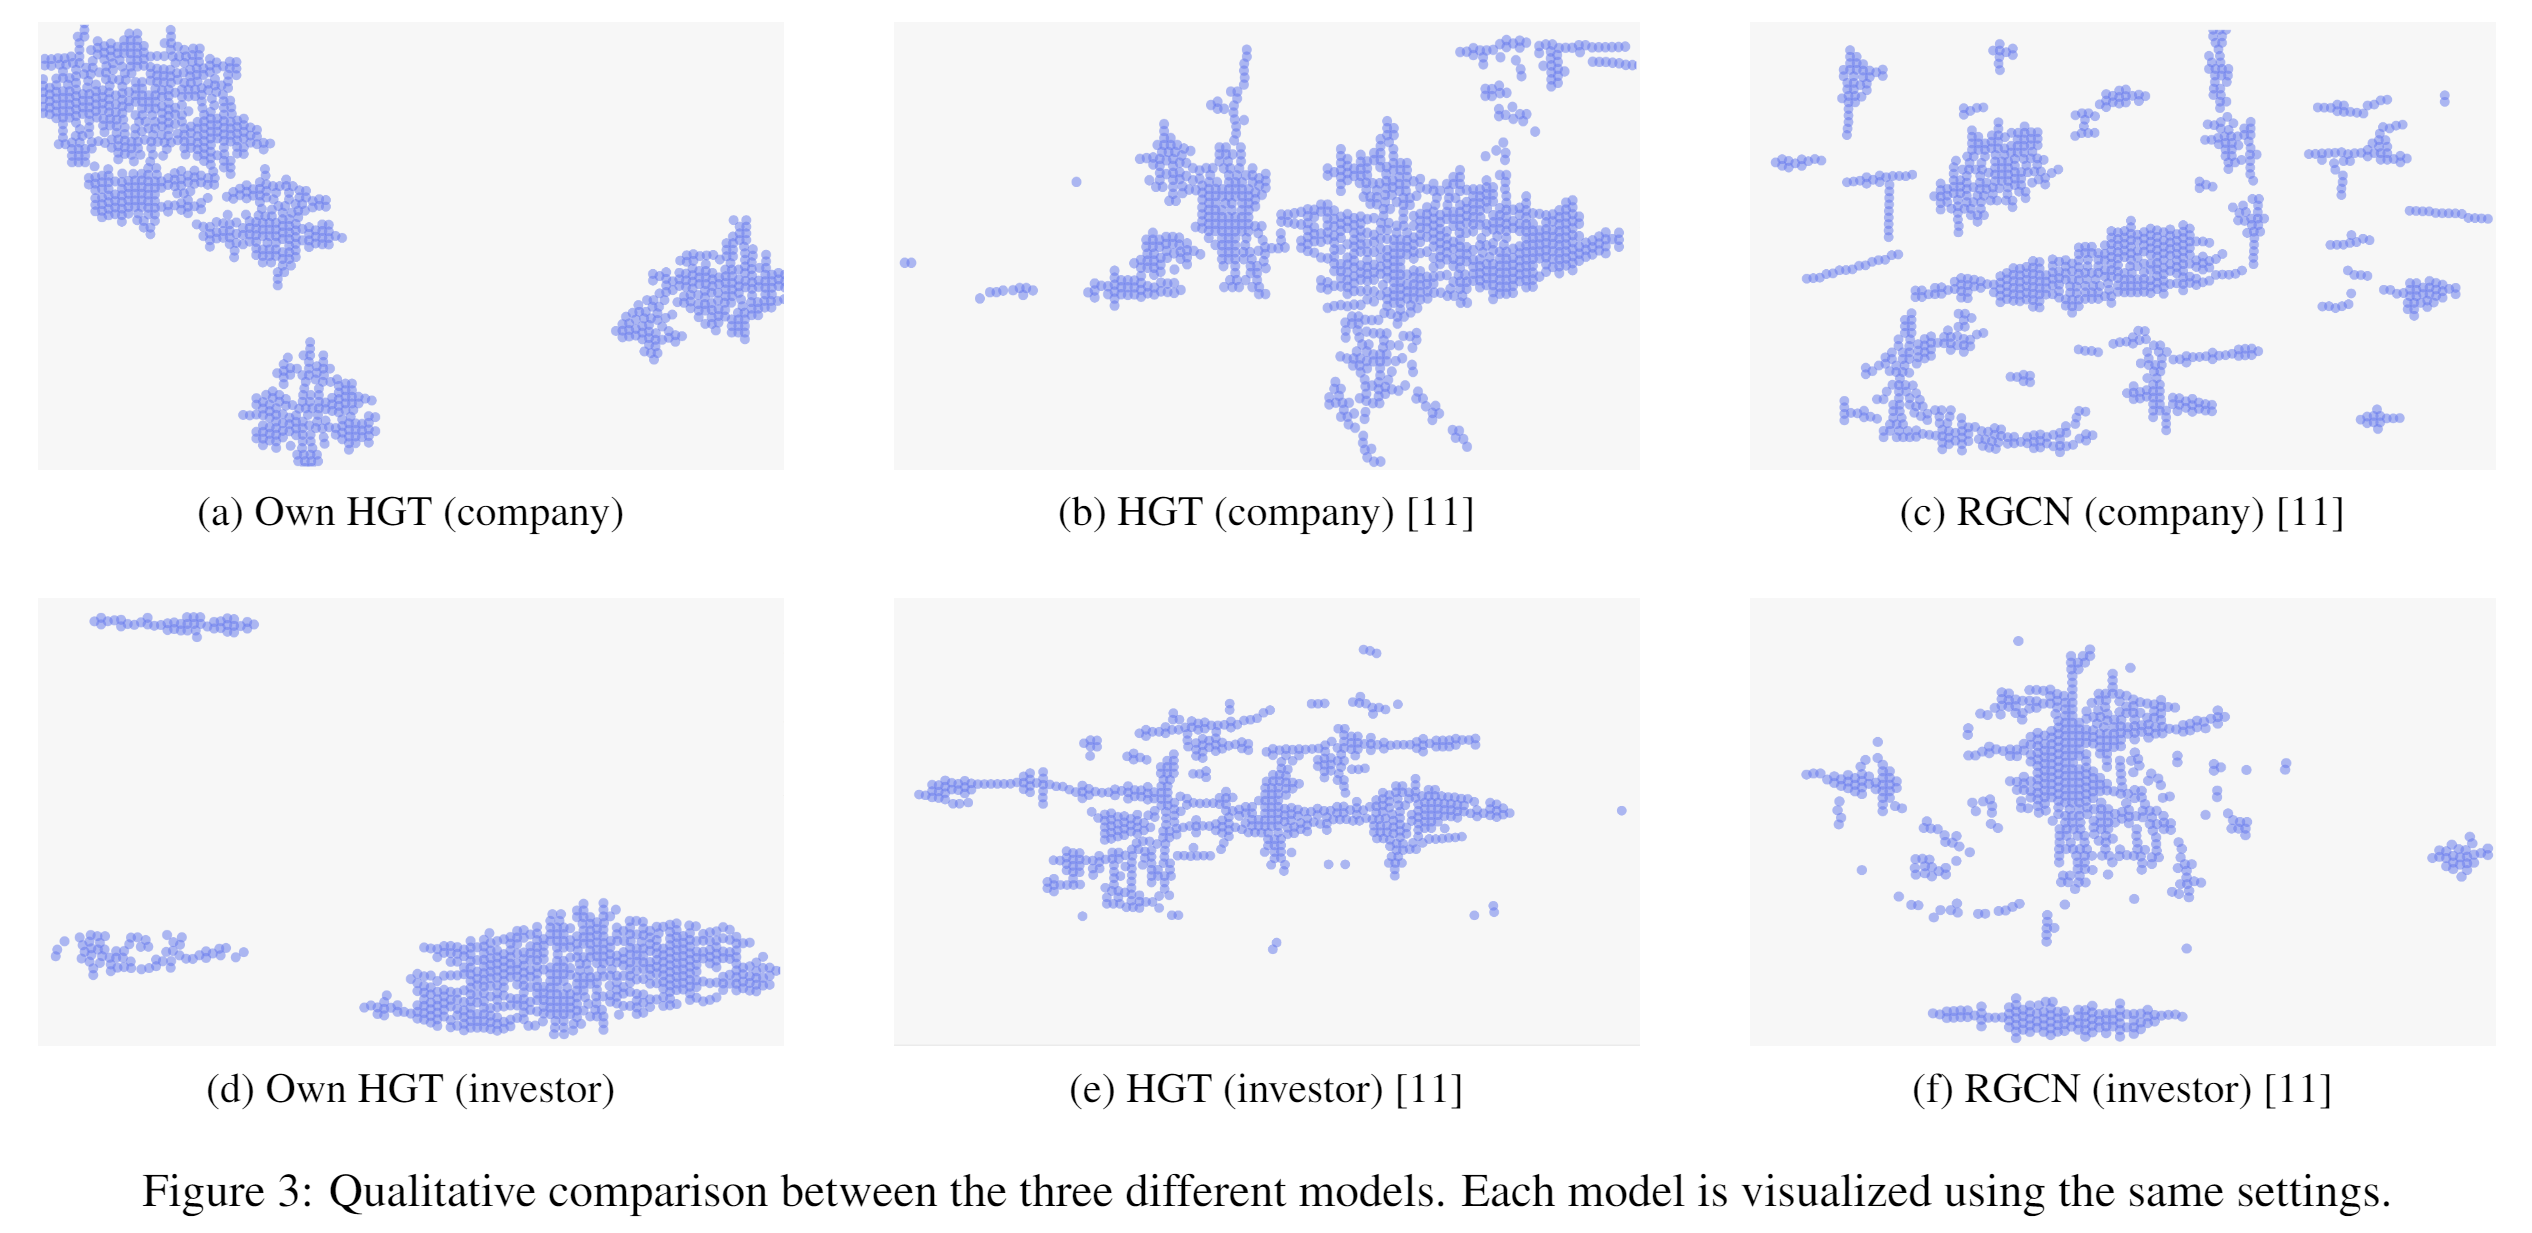 (a) Own HGT (company)
(b) HGT (company) [11]
(c) RGCN (company) [11]
(d) Own HGT (investor)
(e) HGT (investor) [11]
(f) RGCN (investor) [11]
Figure 3: Qualitative comparison between the three different models. Each model is visualized using the same settings.